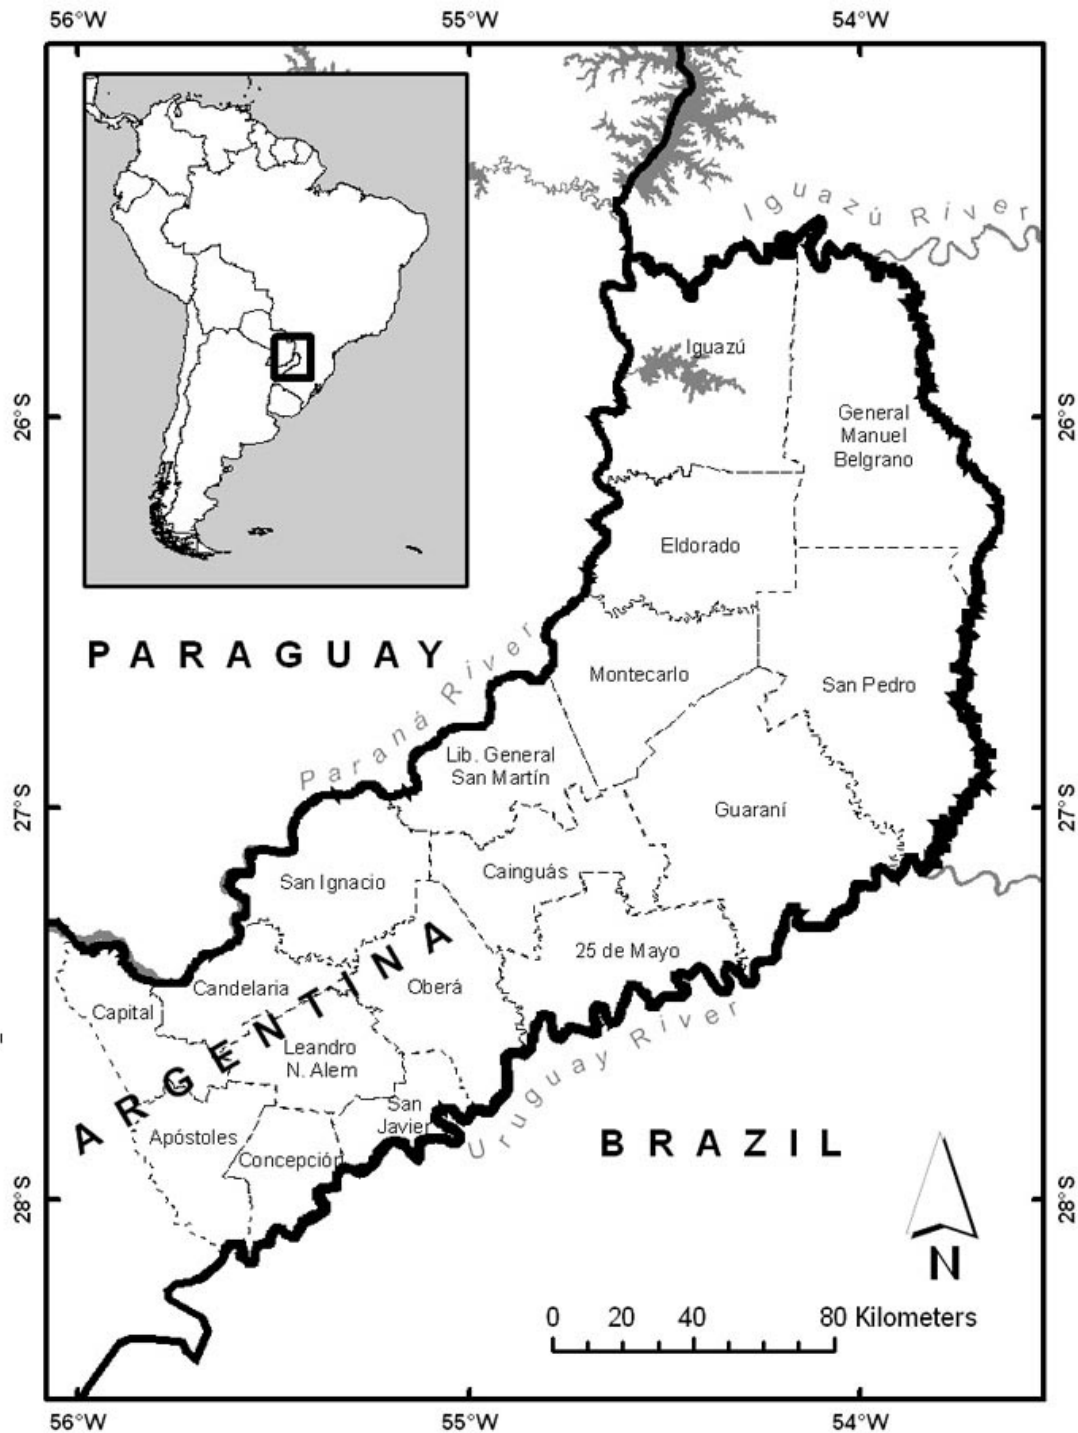 56°W 55°W 54°W
Iguazú River
Iguazú
26°S 26°S
General
Manuel
Belgrano
Eldorado
PARAGUAY
Paraná River
Montecarlo
San Pedro
Lib. General
San Martín
27°S 27°S
Guaraní
Cainguás
San Ignacio
25 de Mayo
Candelaria
Oberá
Capital
ARGENTINA
Leandro
N. Alem
Uruguay River
San
Javier
Apóstoles
Concepción
BRAZIL
28°S 28°S
N
0 20 40 80 Kilometers
56°W 55°W 54°W